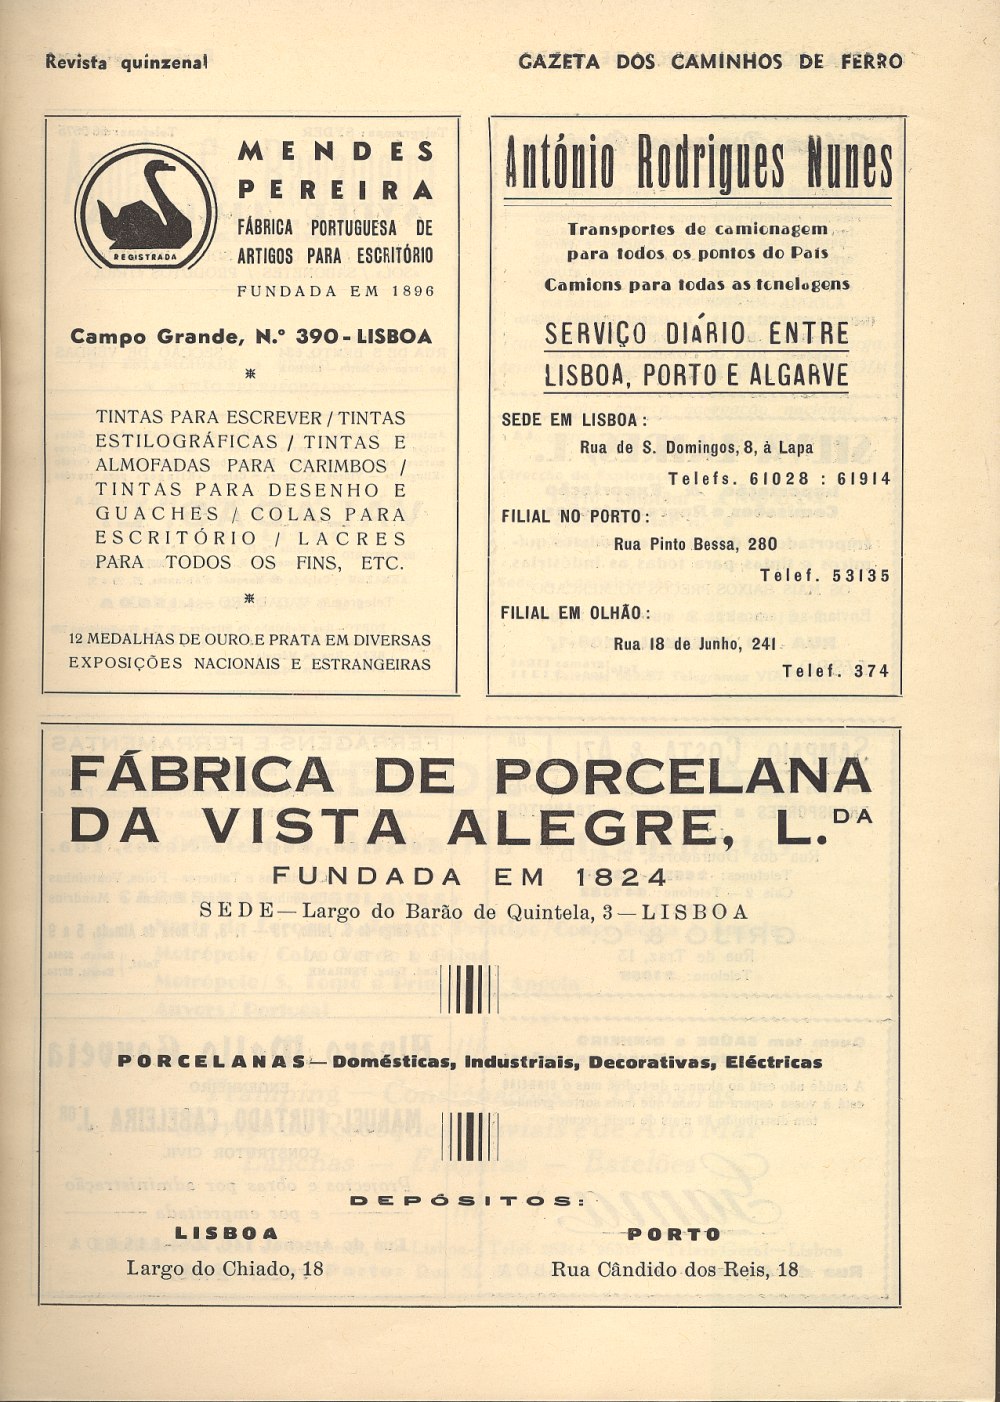 Revista quinzenal
GAZETA DOS CAMINHOS DE FERRO
REGISTRADA
MENDES
PEREIRA
FÁBRICA PORTUGUESA DE
ARTIGOS PARA ESCRITÓRIO
FUNDADA EM 1896
Campo Grande, N.º 390 - LISBOA
TINTAS PARA ESCREVER / TINTAS
ESTILOGRÁFICAS / TINTAS E
ALMOFADAS PARA CARIMBOS /
TINTAS PARA DESENHO E
GUACHES / COLAS PARA
ESCRITÓRIO / LACRES
PARA TODOS OS FINS, ETC.
12 MEDALHAS DE OURO E PRATA EM DIVERSAS
EXPOSIÇÕES NACIONAIS E ESTRANGEIRAS
António Rodrigues Nunes
Transportes de camionagem
para todos os pontos do País
Camions para todas as tonelagens
SERVIÇO DIÁRIO ENTRE
LISBOA, PORTO E ALGARVE
SEDE EM LISBOA:
Rua de S. Domingos, 8, à Lapa
Telefs. 61028 : 61914
FILIAL NO PORTO:
Rua Pinto Bessa, 280
Telef. 53135
FILIAL EM OLHÃO:
Rua 18 de Junho, 241
Telef. 374
FÁBRICA DE PORCELANA
DA VISTA ALEGRE, L.DA
FUNDADA EM 1824
SEDE — Largo do Barão de Quintela, 3 — LISBOA
PORCELANAS — Domésticas, Industriais, Decorativas, Eléctricas
DEPÓSITOS:
LISBOA
Largo do Chiado, 18
PORTO
Rua Cândido dos Reis, 18